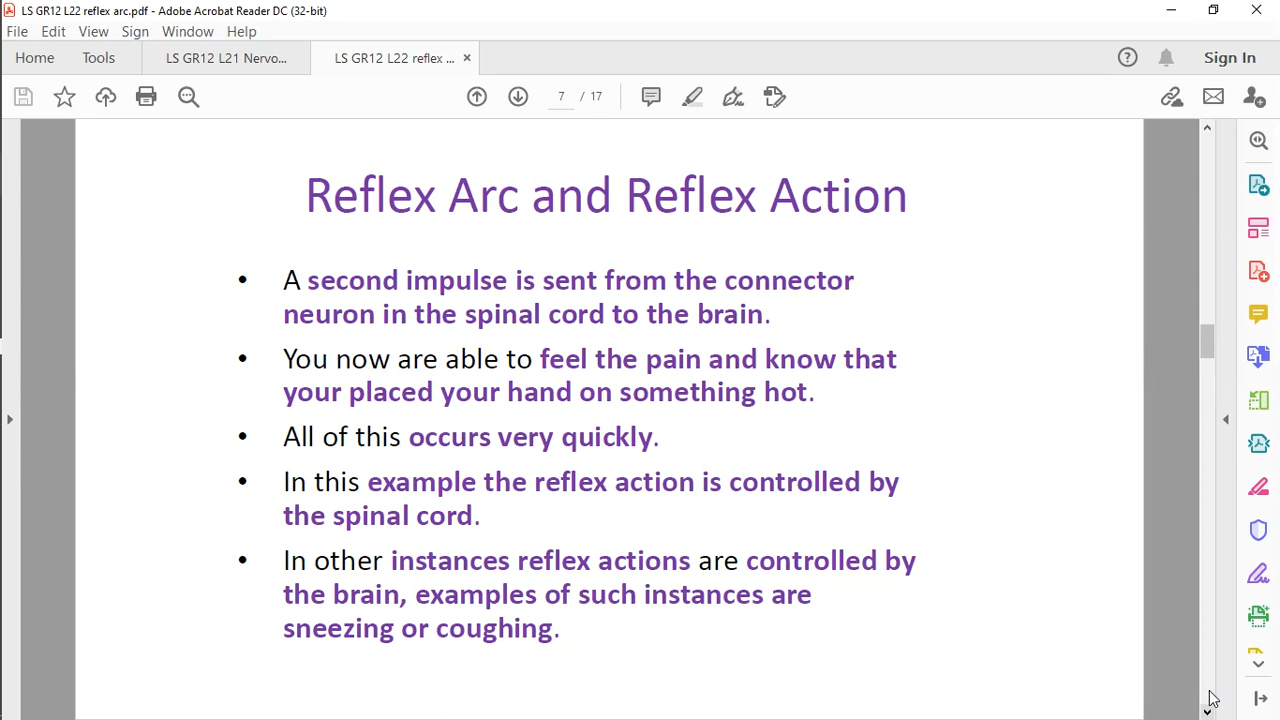 LS GR12 L22 reflex arc.pdf - Adobe Acrobat Reader DC (32-bit)
File Edit View Sign Window Help
Home Tools LS GR12 L21 Nervo... LS GR12 L22 reflex ... × Sign In
7 / 17
Reflex Arc and Reflex Action
• A second impulse is sent from the connector
neuron in the spinal cord to the brain.
• You now are able to feel the pain and know that
your placed your hand on something hot.
• All of this occurs very quickly.
• In this example the reflex action is controlled by
the spinal cord.
• In other instances reflex actions are controlled by
the brain, examples of such instances are
sneezing or coughing.